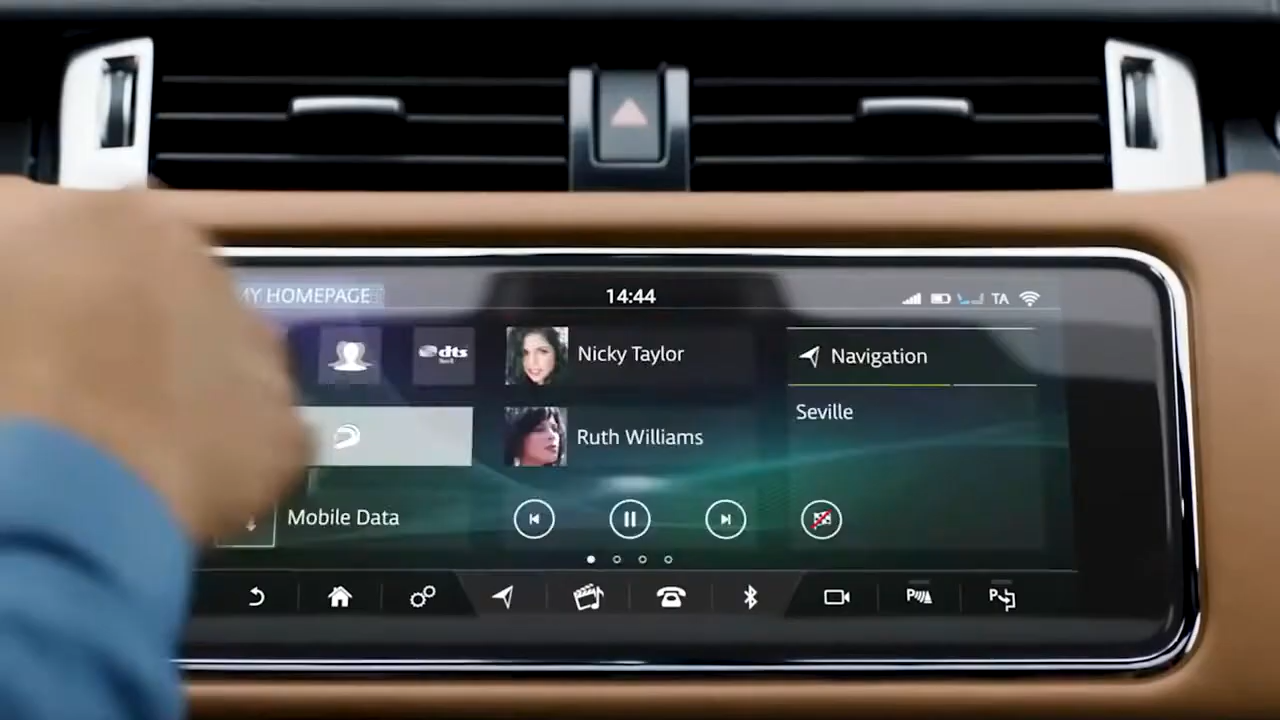 MY HOMEPAGE
14:44
TA
dts
Nicky Taylor
Navigation
Ruth Williams
Seville
Mobile Data
P
P